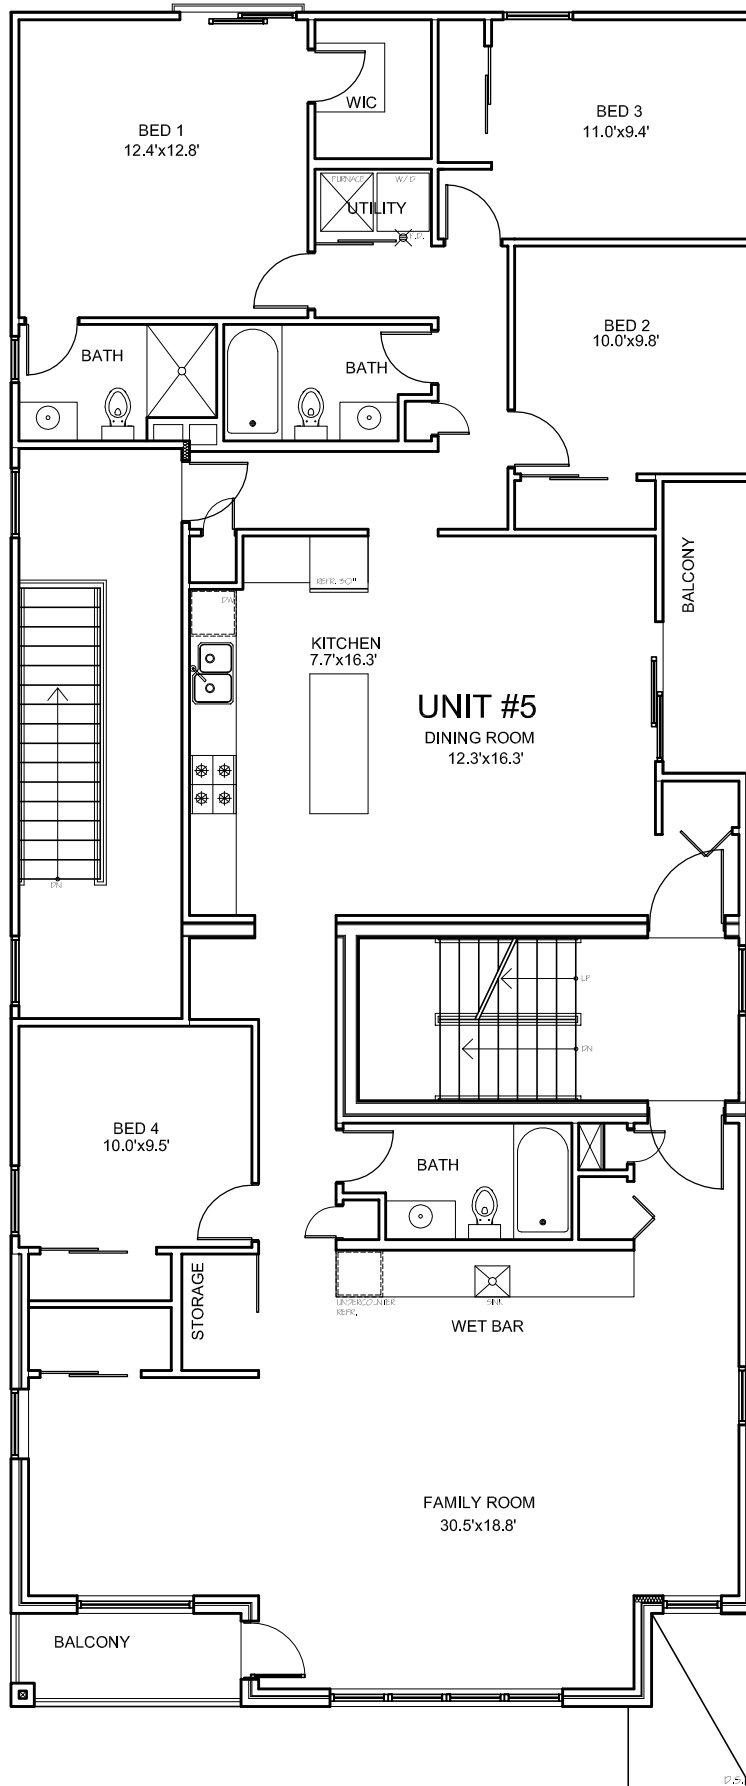 WIC
BED 1
12.4'x12.8'
BED 3
11.0'x9.4'
FURNACE
W/D
UTILITY
F.D.
BED 2
10.0'x9.8'
BATH
BATH
BALCONY
REFR. 30"
DW
KITCHEN
7.7'x16.3'
UNIT #5
DINING ROOM
12.3'x16.3'
DN
UP
DN
BED 4
10.0'x9.5'
BATH
STORAGE
UNDERCOUNTER
REFR.
SINK
WET BAR
FAMILY ROOM
30.5'x18.8'
BALCONY
D.S.